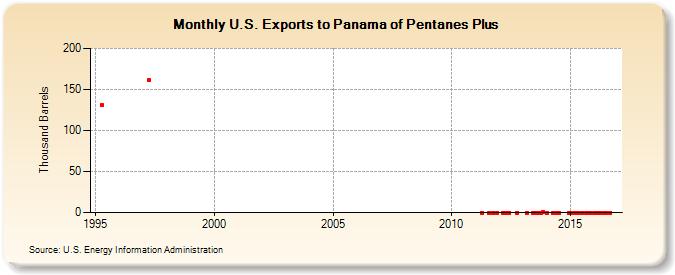 Monthly U.S. Exports to Panama of Pentanes Plus
Thousand Barrels
200
150
100
50
0
1995 2000 2005 2010 2015
Source: U.S. Energy Information Administration